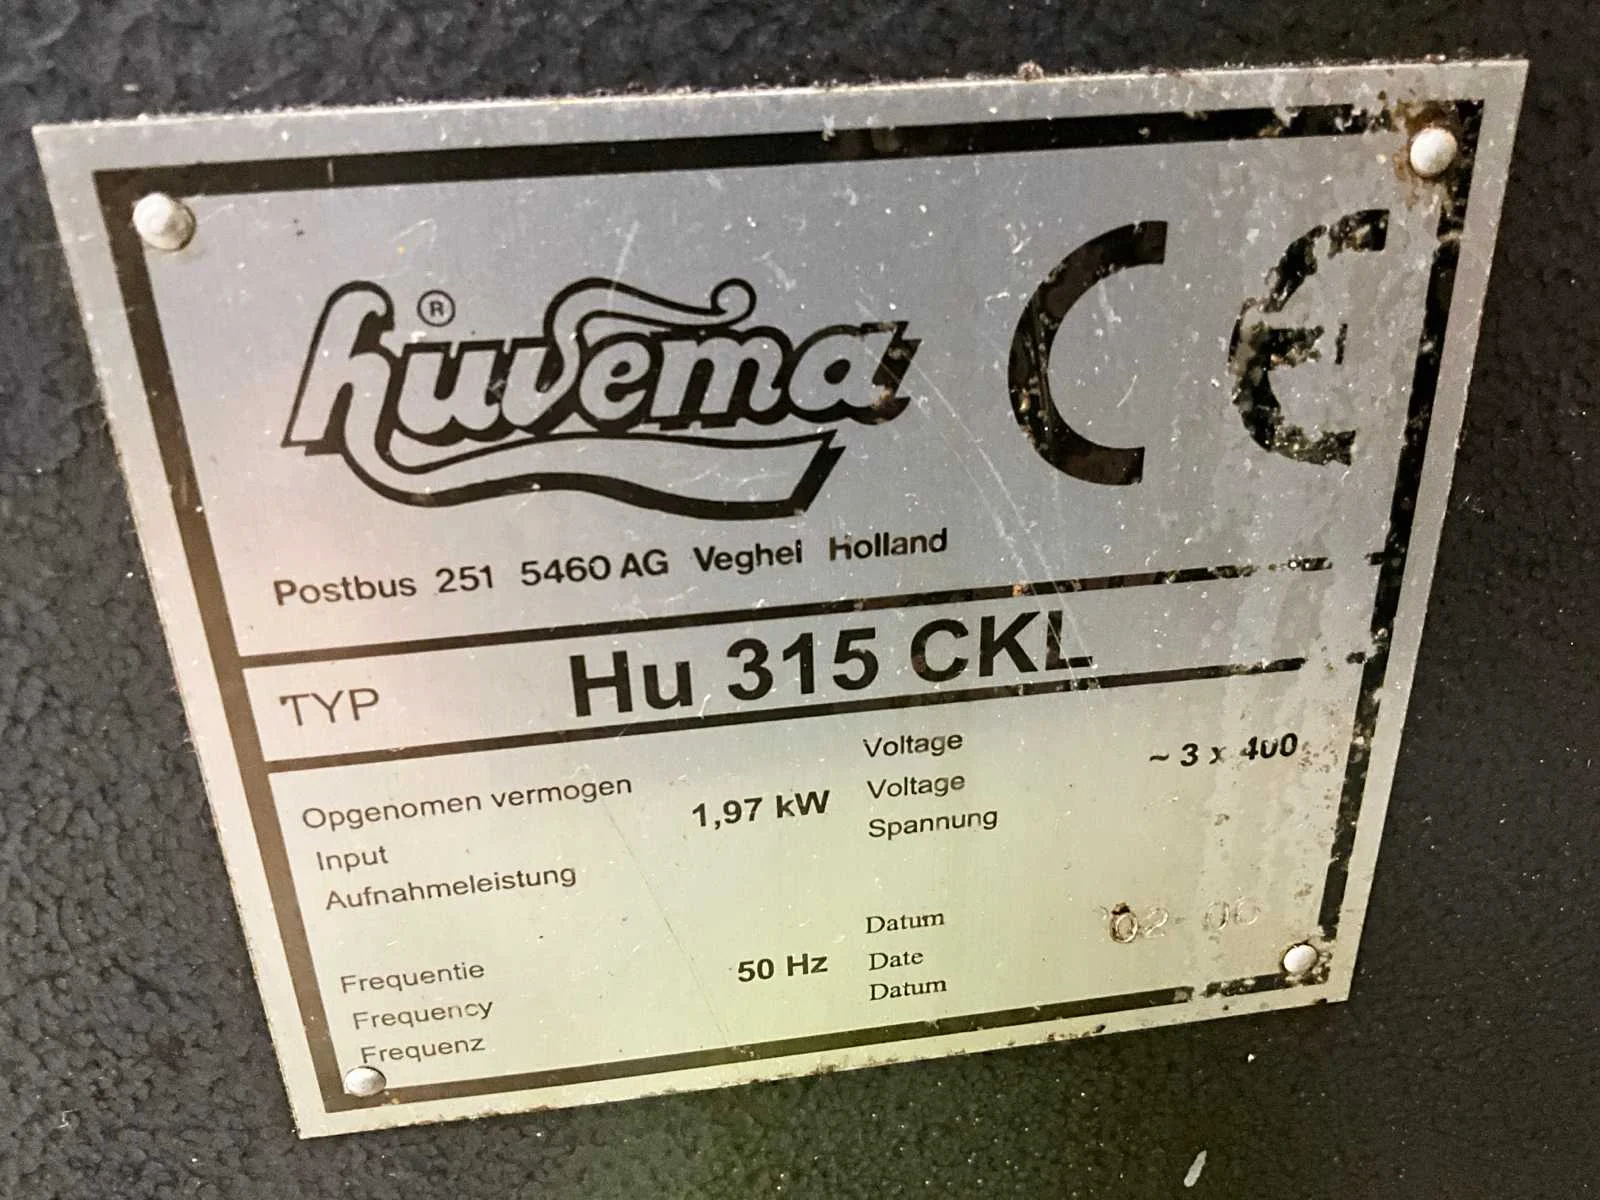 huvema ®
CE
Postbus 251 5460 AG Veghel Holland
TYP Hu 315 CKL
Opgenomen vermogen
Input
Aufnahmeleistung
1,97 kW
Voltage
Voltage
Spannung
~ 3 x 400
Frequentie
Frequency
Frequenz
50 Hz
Datum
Date
Datum